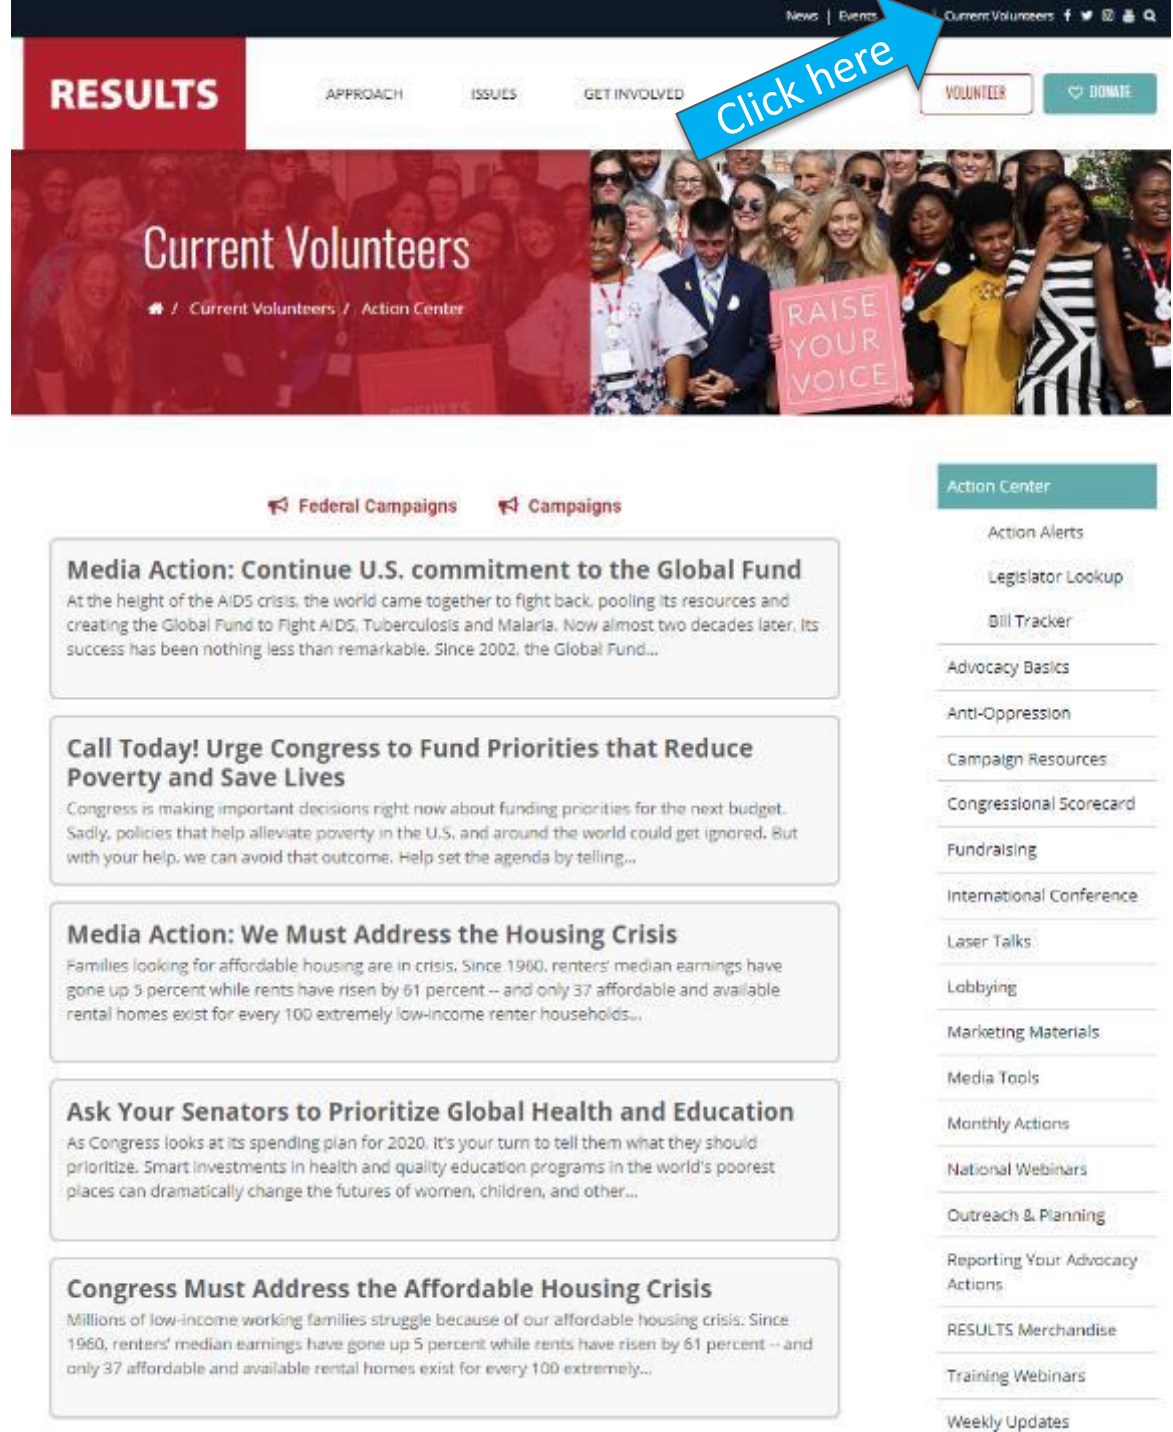 News | Events | Current Volunteers
Click here
RESULTS
APPROACH
ISSUES
GET INVOLVED
VOLUNTEER
DONATE
Current Volunteers
/ Current Volunteers / Action Center
RAISE
YOUR
VOICE
RESULTS
Federal Campaigns
Campaigns
Media Action: Continue U.S. commitment to the Global Fund
At the height of the AIDS crisis, the world came together to fight back, pooling its resources and
creating the Global Fund to Fight AIDS, Tuberculosis and Malaria. Now almost two decades later, its
success has been nothing less than remarkable. Since 2002, the Global Fund...
Call Today! Urge Congress to Fund Priorities that Reduce
Poverty and Save Lives
Congress is making important decisions right now about funding priorities for the next budget.
Sadly, policies that help alleviate poverty in the U.S. and around the world could get ignored. But
with your help, we can avoid that outcome. Help set the agenda by telling...
Media Action: We Must Address the Housing Crisis
Families looking for affordable housing are in crisis. Since 1960, renters' median earnings have
gone up 5 percent while rents have risen by 61 percent -- and only 37 affordable and available
rental homes exist for every 100 extremely low-income renter households...
Ask Your Senators to Prioritize Global Health and Education
As Congress looks at its spending plan for 2020, it's your turn to tell them what they should
prioritize. Smart investments in health and quality education programs in the world's poorest
places can dramatically change the futures of women, children, and other...
Congress Must Address the Affordable Housing Crisis
Millions of low-income working families struggle because of our affordable housing crisis. Since
1960, renters' median earnings have gone up 5 percent while rents have risen by 61 percent -- and
only 37 affordable and available rental homes exist for every 100 extremely...
Action Center
Action Alerts
Legislator Lookup
Bill Tracker
Advocacy Basics
Anti-Oppression
Campaign Resources
Congressional Scorecard
Fundraising
International Conference
Laser Talks
Lobbying
Marketing Materials
Media Tools
Monthly Actions
National Webinars
Outreach & Planning
Reporting Your Advocacy
Actions
RESULTS Merchandise
Training Webinars
Weekly Updates